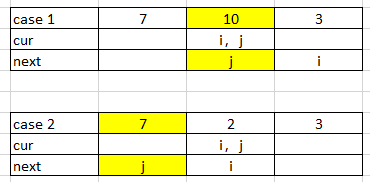 case 1 7 10 3
cur i, j
next j i
case 2 7 2 3
cur i, j
next j i